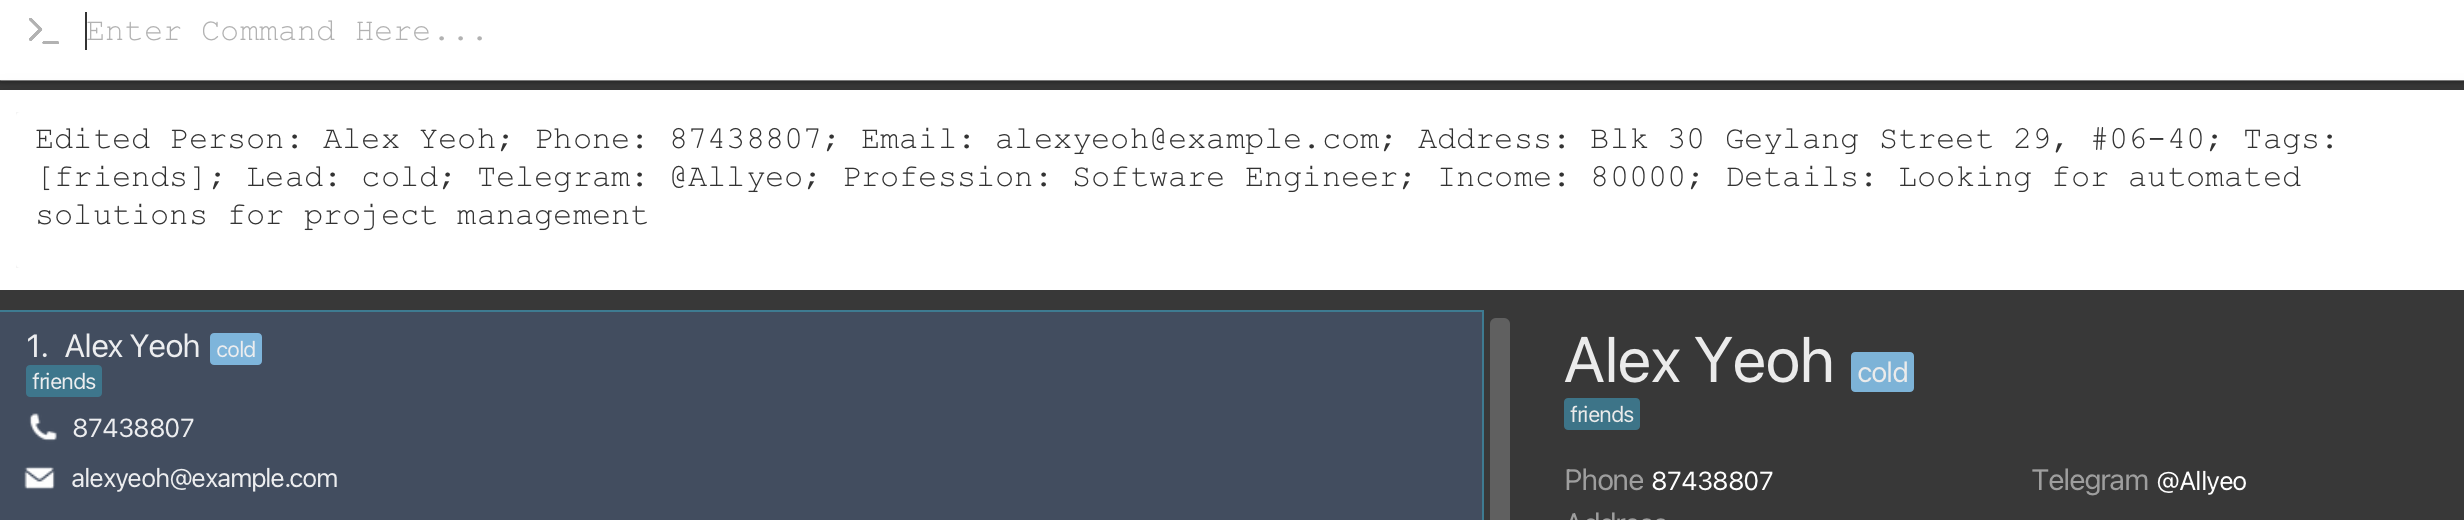 Enter Command Here...
Edited Person: Alex Yeoh; Phone: 87438807; Email: alexyeoh@example.com; Address: Blk 30 Geylang Street 29, #06-40; Tags:
[friends]; Lead: cold; Telegram: @Allyeo; Profession: Software Engineer; Income: 80000; Details: Looking for automated
solutions for project management
1. Alex Yeoh cold
friends
87438807
alexyeoh@example.com
Alex Yeoh cold
friends
Phone 87438807
Telegram @Allyeo